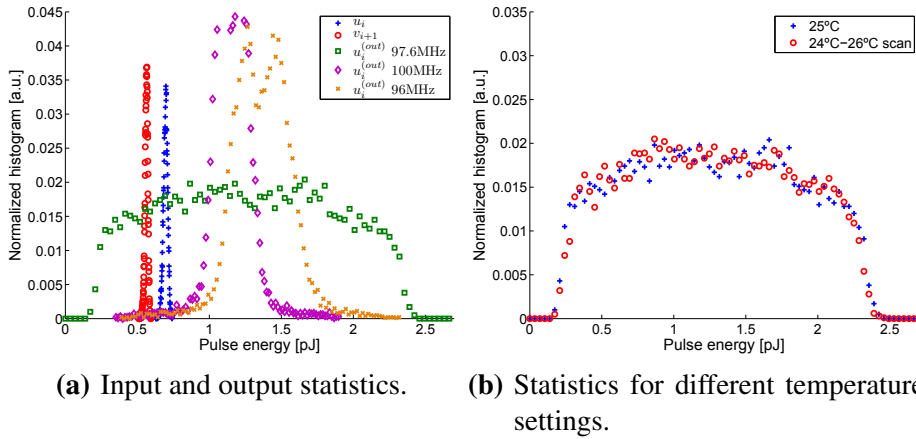 0.045
0.04
0.035
0.03
0.025
0.02
0.015
0.01
0.005
0
Normalized histogram [a.u.]
0 0.5 1 1.5 2 2.5
Pulse energy [pJ]
u_i
v_{i+1}
u_i^{(out)} 97.6MHz
u_i^{(out)} 100MHz
u_i^{(out)} 96MHz
(a) Input and output statistics.
0.035
0.03
0.025
0.02
0.015
0.01
0.005
0
Normalized histogram [a.u.]
0 0.5 1 1.5 2 2.5
Pulse energy [pJ]
25ºC
24ºC−26ºC scan
(b) Statistics for different temperature
settings.